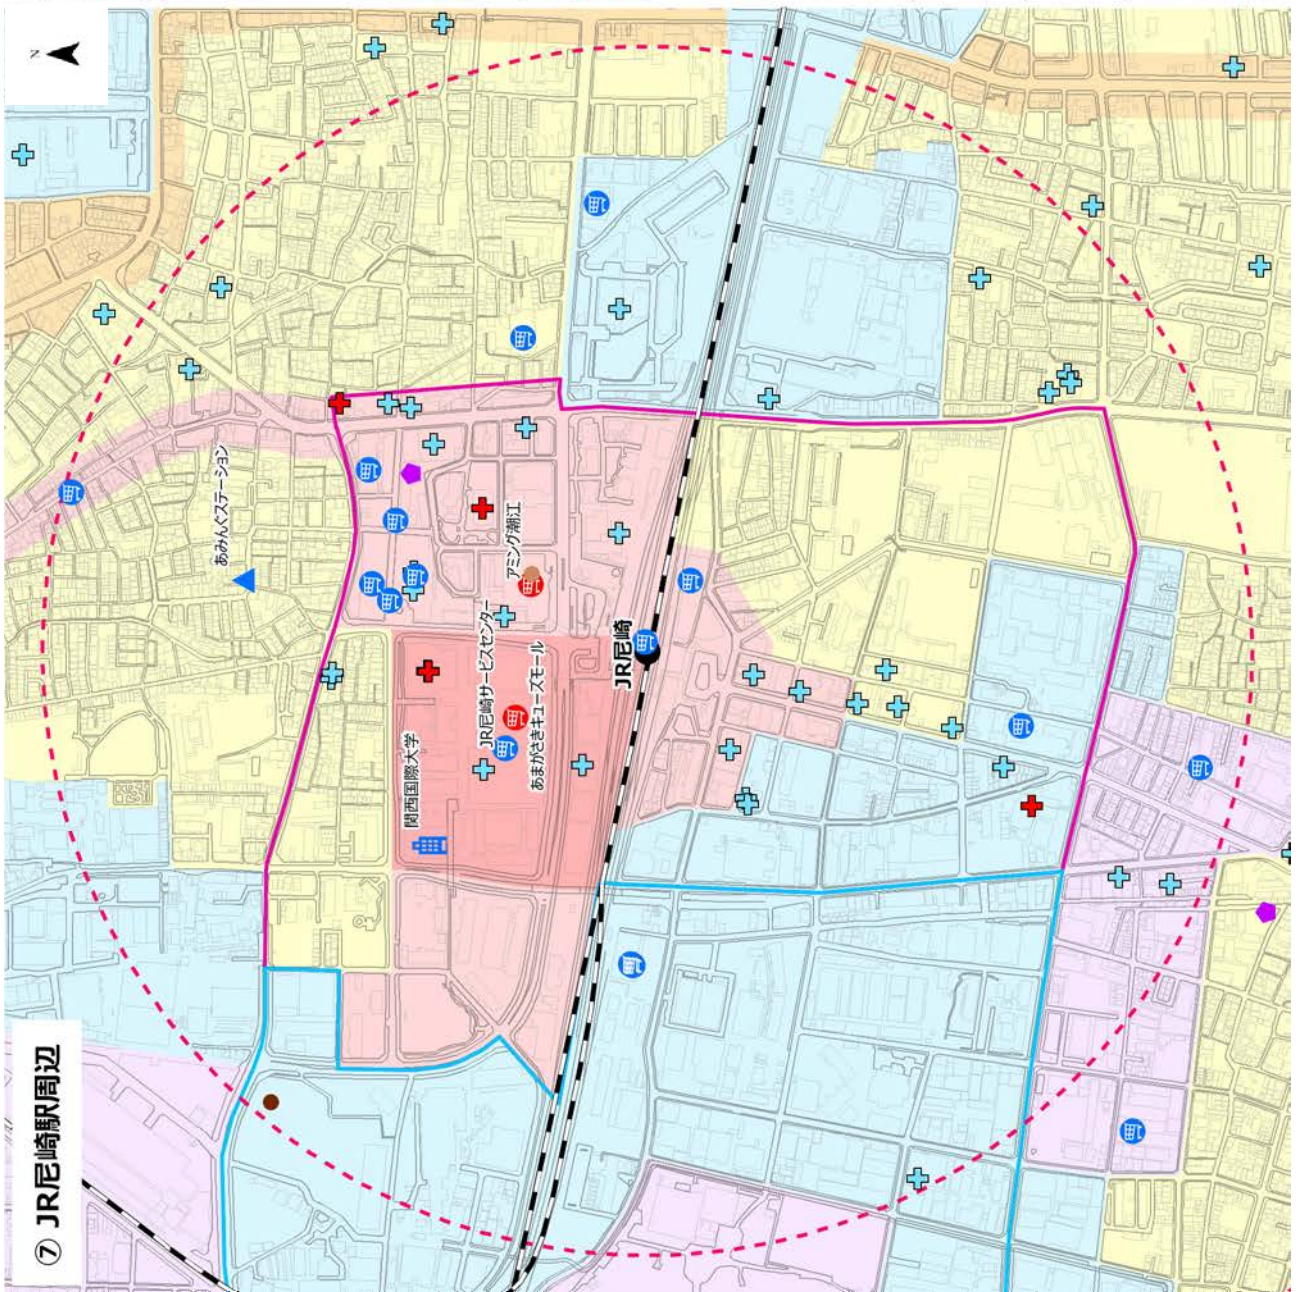 ⑦ JR尼崎駅周辺
N
あみんぐステーション
関西国際大学
JR尼崎サービスセンター
あまがさきキューズモール
アミング潮江
JR尼崎